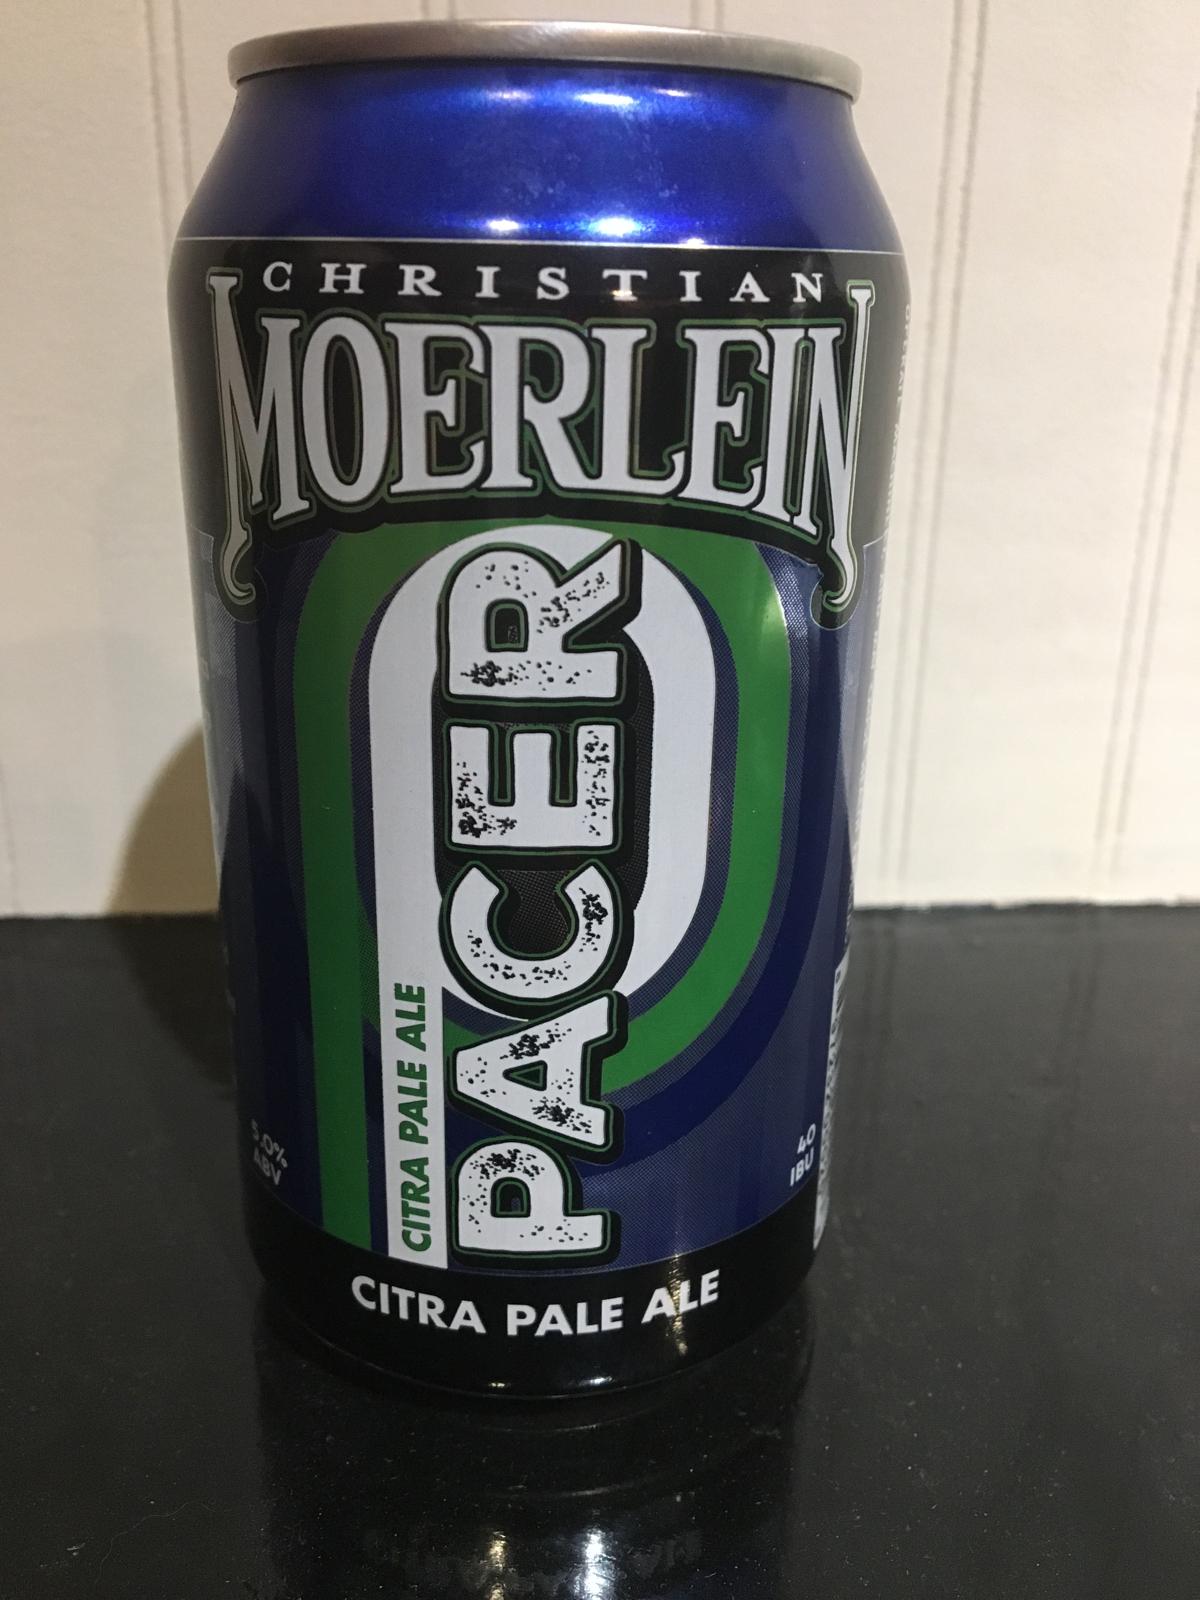 CHRISTIAN
MOERLEIN
PACER
CITRA PALE ALE
5.0%
ABV
40
IBU
CITRA PALE ALE